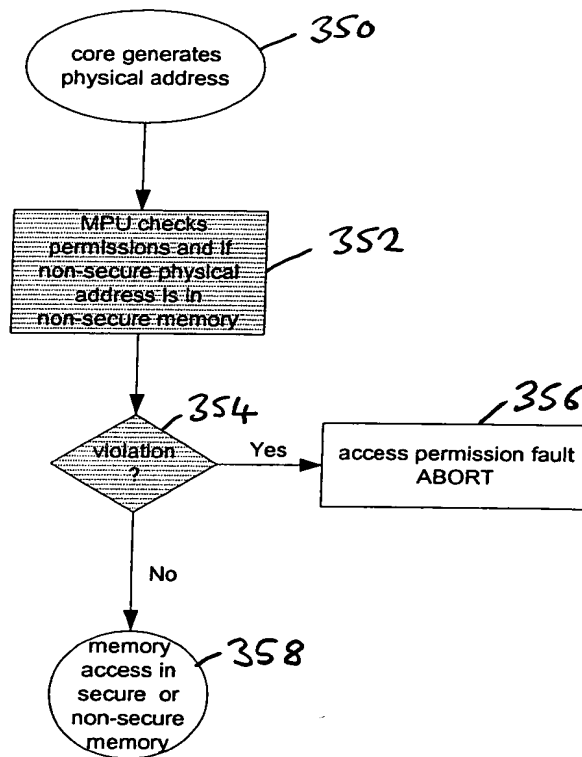 350
core generates
physical address
MPU checks
permissions and if
non-secure physical
address is in
non-secure memory
352
354
violation
?
Yes
356
access permission fault
ABORT
No
358
memory
access in
secure or
non-secure
memory